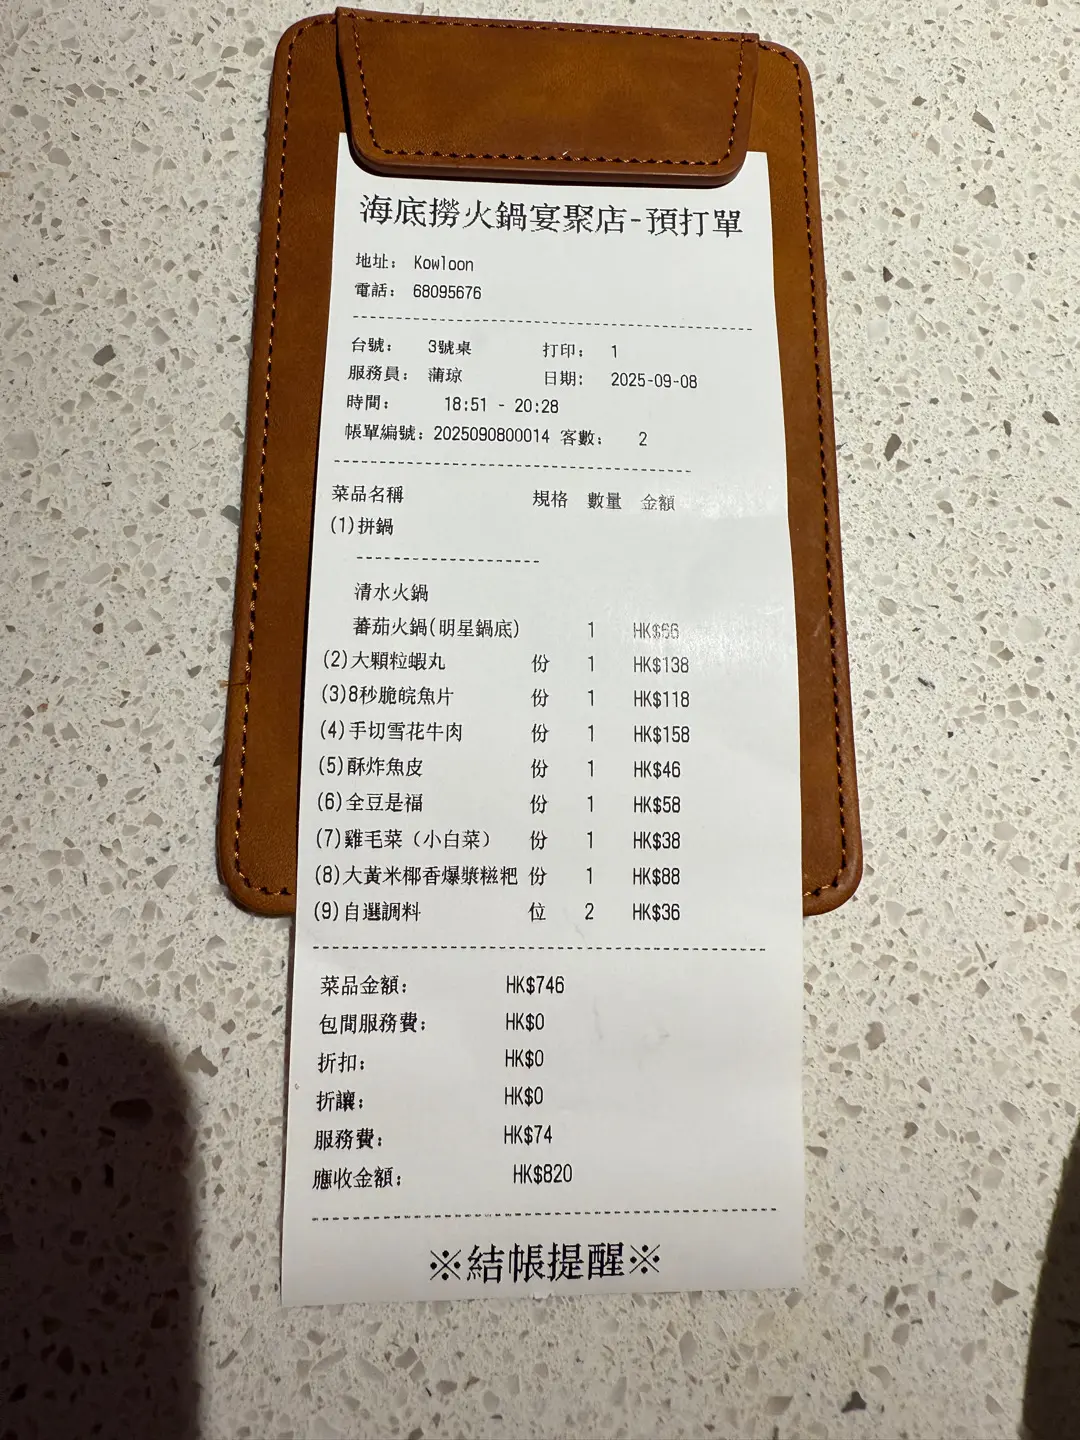 海底撈火鍋宴聚店-預打單
地址： Kowloon
電話： 68095676
台號： 3號桌 打印： 1
服務員： 蒲琼 日期： 2025-09-08
時間： 18:51 - 20:28
帳單編號：2025090800014 客數： 2
菜品名稱 規格 數量 金額
(1)拼鍋
清水火鍋
蕃茄火鍋(明星鍋底) 1 HK$66
(2)大顆粒蝦丸 份 1 HK$138
(3)8秒脆皖魚片 份 1 HK$118
(4)手切雪花牛肉 份 1 HK$158
(5)酥炸魚皮 份 1 HK$46
(6)全豆是福 份 1 HK$58
(7)雞毛菜（小白菜） 份 1 HK$38
(8)大黃米椰香爆漿糍粑 份 1 HK$88
(9)自選調料 位 2 HK$36
菜品金額： HK$746
包間服務費： HK$0
折扣： HK$0
折讓： HK$0
服務費： HK$74
應收金額： HK$820
※結帳提醒※